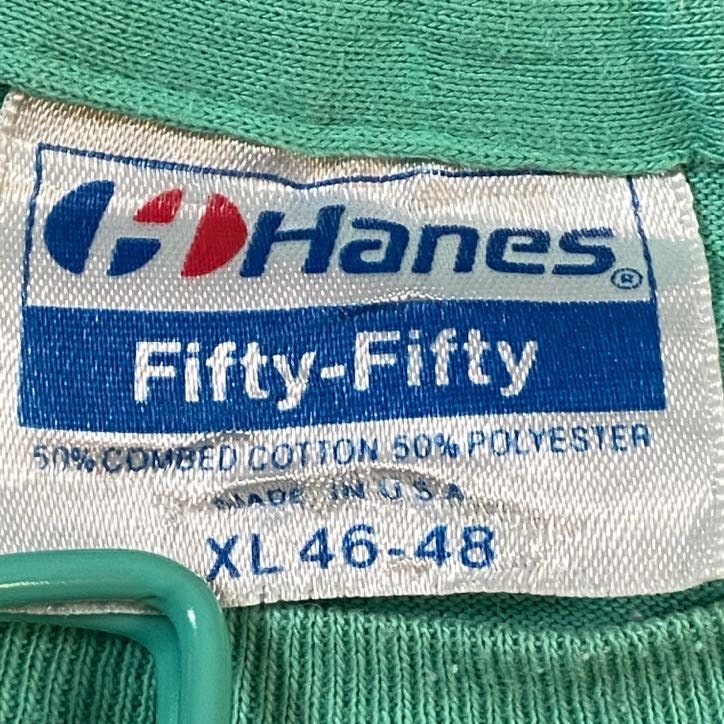 Hanes®
Fifty-Fifty
50% COMBED COTTON 50% POLYESTER
MADE IN U S A
XL 46-48